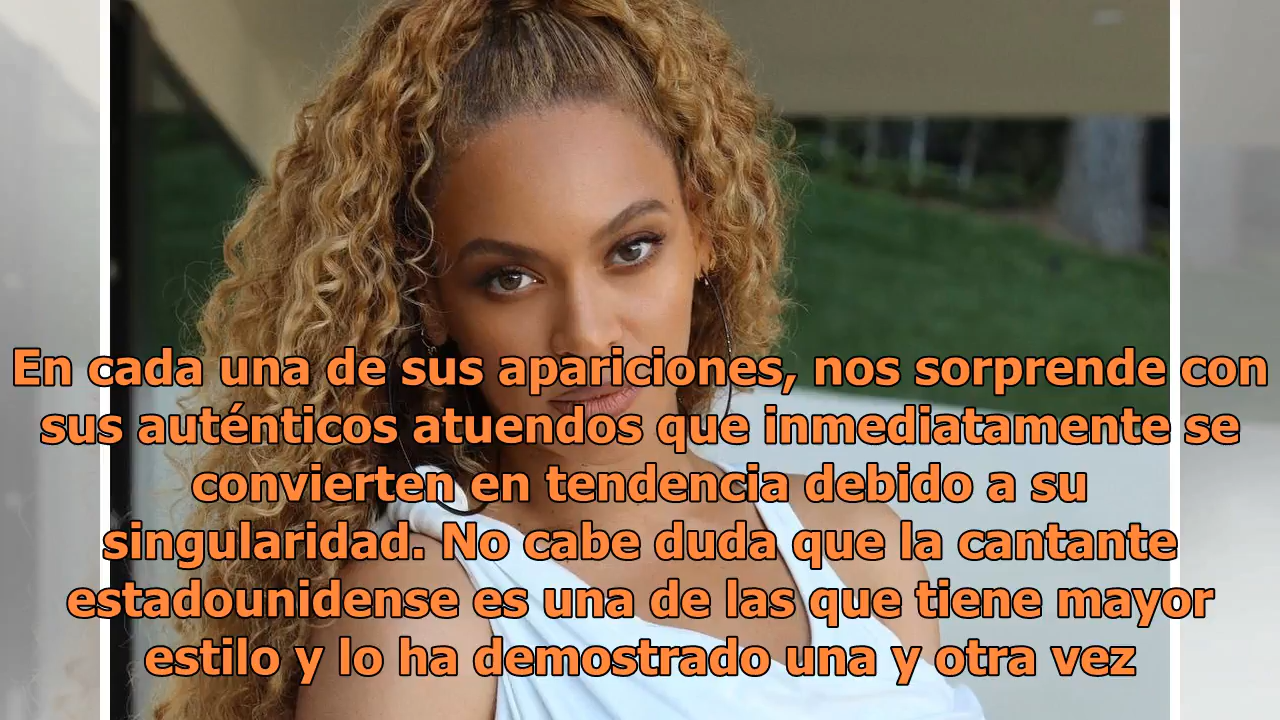 En cada una de sus apariciones, nos sorprende con
sus auténticos atuendos que inmediatamente se
convierten en tendencia debido a su
singularidad. No cabe duda que la cantante
estadounidense es una de las que tiene mayor
estilo y lo ha demostrado una y otra vez